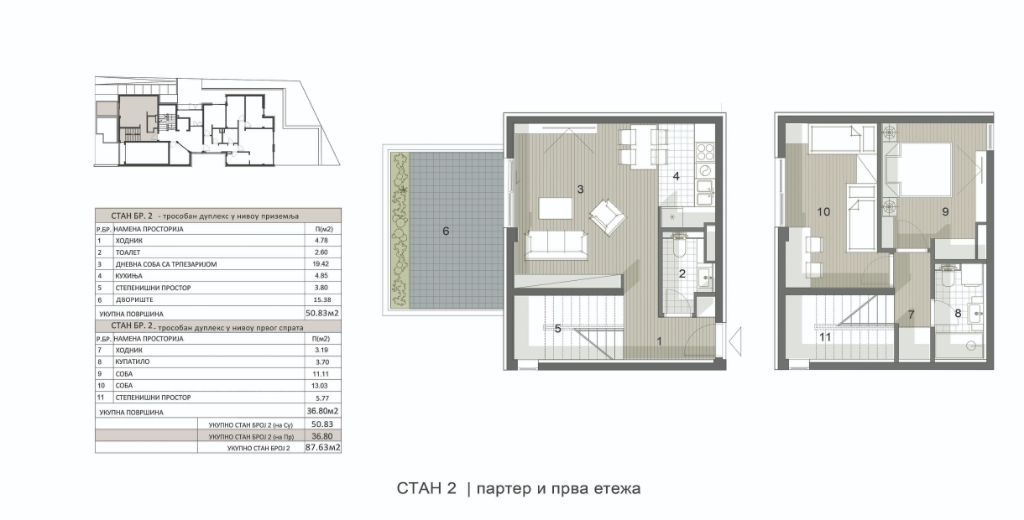 СТАН БР. 2 - трособан дуплекс у нивоу приземља
Р.БР. НАМЕНА ПРОСТОРИЈА П(м2)
1 ХОДНИК 4.78
2 ТОАЛЕТ 2.60
3 ДНЕВНА СОБА СА ТРПЕЗАРИЈОМ 19.42
4 КУХИЊА 4.85
5 СТЕПЕНИШНИ ПРОСТОР 3.80
6 ДВОРИШТЕ 15.38
УКУПНА ПОВРШИНА 50.83м2
СТАН БР. 2 - трособан дуплекс у нивоу првог спрата
Р.БР. НАМЕНА ПРОСТОРИЈА П(м2)
7 ХОДНИК 3.19
8 КУПАТИЛО 3.70
9 СОБА 11.11
10 СОБА 13.03
11 СТЕПЕНИШНИ ПРОСТОР 5.77
УКУПНА ПОВРШИНА 36.80м2
УКУПНО СТАН БРОЈ 2 (на Су) 50.83
УКУПНО СТАН БРОЈ 2 (на Пр) 36.80
УКУПНО СТАН БРОЈ 2 87.63м2
6
3
4
2
5
1
10
9
7
8
11
СТАН 2 | партер и прва етежа